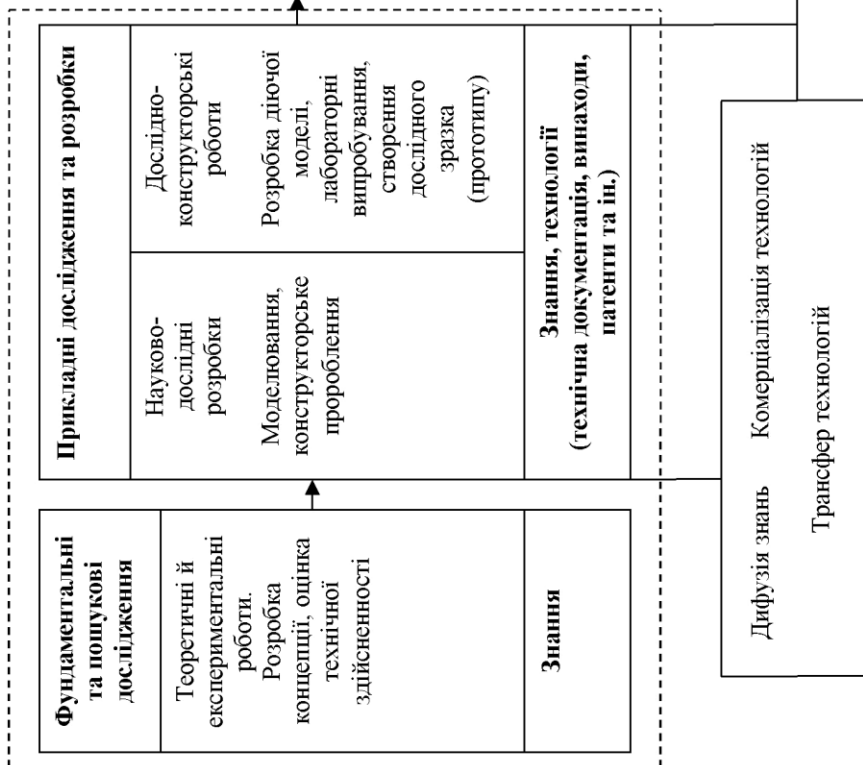 Фундаментальні
та пошукові
дослідження
Теоретичні й
експериментальні
роботи.
Розробка
концепції, оцінка
технічної
здійсненності
Знання
Прикладні дослідження та розробки
Науково-
дослідні
розробки
Моделювання,
конструкторське
пророблення
Дослідно-
конструкторські
роботи
Розробка діючої
моделі,
лабораторні
випробування,
створення
дослідного
зразка
(прототипу)
Знання, технології
(технічна документація, винаходи,
патенти та ін.)
Дифузія знань
Комерціалізація технологій
Трансфер технологій